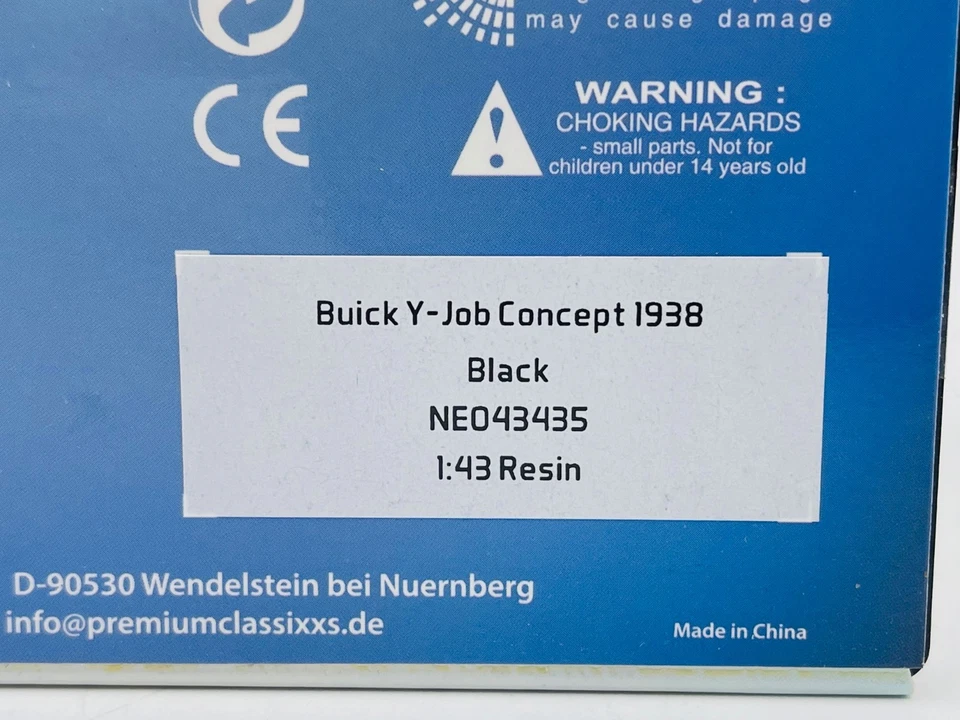 may cause damage
CE
WARNING :
CHOKING HAZARDS
- small parts. Not for
children under 14 years old
Buick Y-Job Concept 1938
Black
NEO43435
1:43 Resin
D-90530 Wendelstein bei Nuernberg
info@premiumclassixxs.de
Made in China